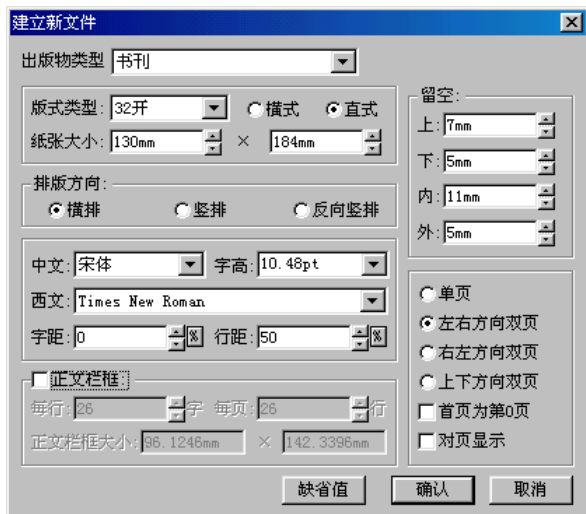 建立新文件
出版物类型 书刊
版式类型: 32开 横式 直式
纸张大小: 130mm × 184mm
排版方向:
横排 竖排 反向竖排
中文: 宋体 字高: 10.48pt
西文: Times New Roman
字距: 0 % 行距: 50 %
正文栏框:
每行: 26 字 每页: 26 行
正文栏框大小: 96.1246mm × 142.3396mm
留空:
上: 7mm
下: 5mm
内: 11mm
外: 5mm
单页
左右方向双页
右左方向双页
上下方向双页
首页为第0页
对页显示
缺省值 确认 取消